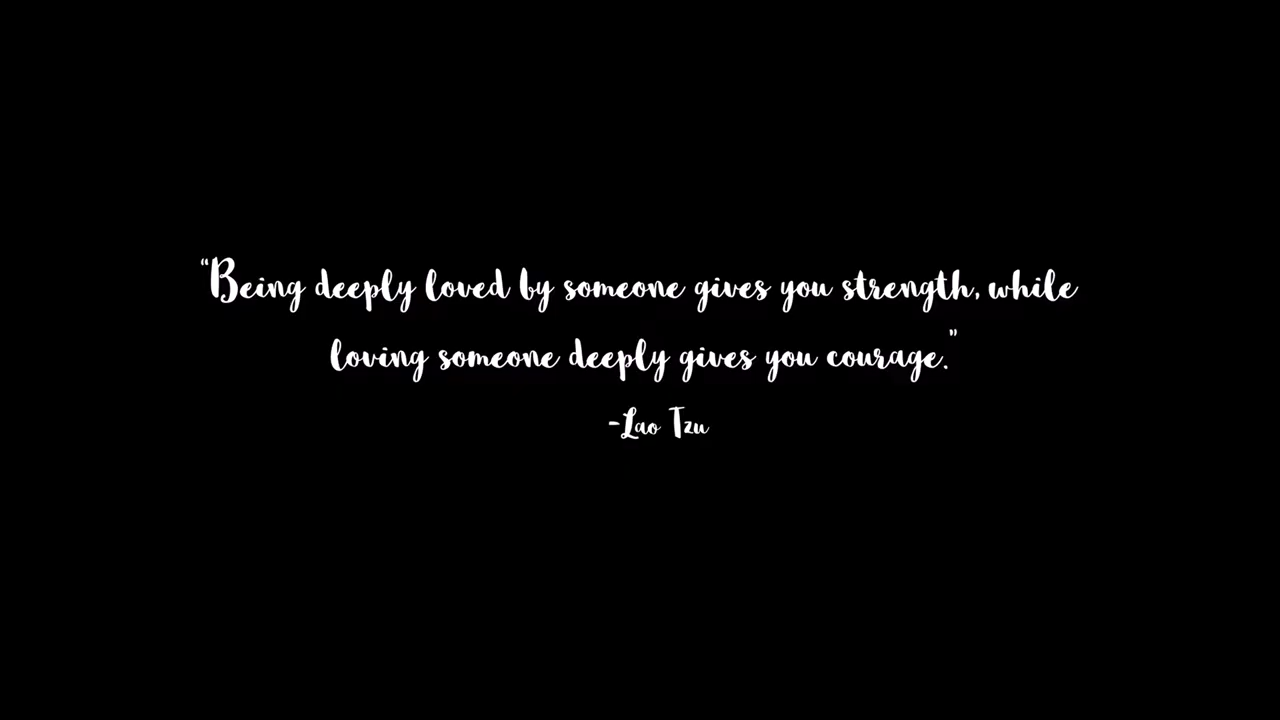 “Being deeply loved by someone gives you strength, while
loving someone deeply gives you courage.”
-Lao Tzu